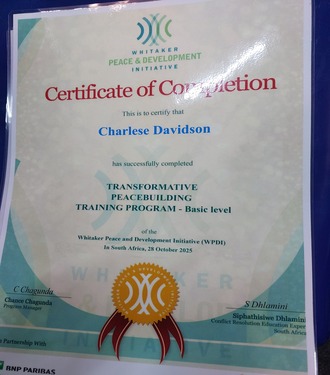 WHITAKER
PEACE & DEVELOPMENT
INITIATIVE
Certificate of Completion
This is to certify that
Charlese Davidson
has successfully completed
TRANSFORMATIVE
PEACEBUILDING
TRAINING PROGRAM - Basic level
of the
Whitaker Peace and Development Initiative (WPDI)
In South Africa, 28 October 2025
C Chagunda
Chance Chagunda
Program Manager
S Dhlamini
Siphathisiwe Dhlamini
Conflict Resolution Education Expert
South Africa
Partnership With
BNP PARIBAS